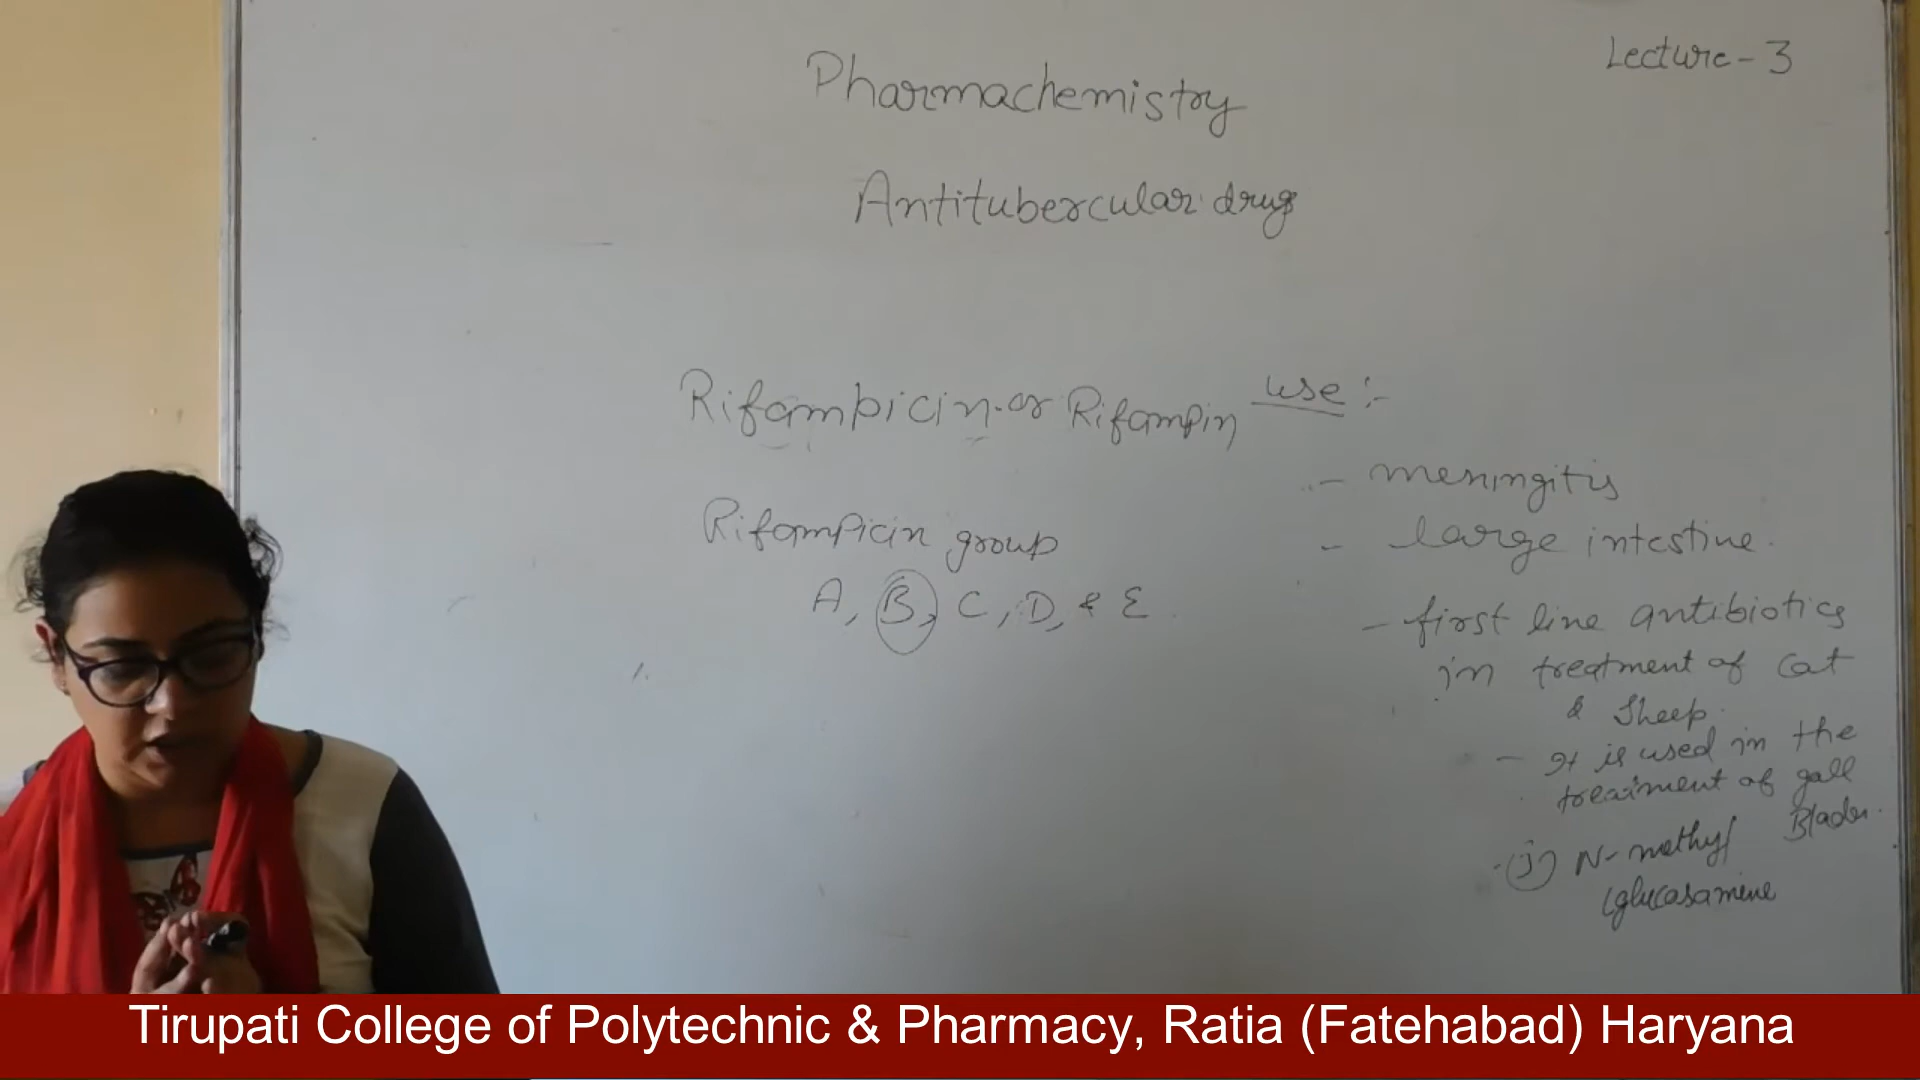 Lecture - 3
Pharmachemistry
Antitubercular drugs
Rifampicin or Rifampin use :-
- meningitis
- large intestine.
Rifampicin group
A, B, C, D, & E
- first line antibiotics
in treatment of Cat
& Sheep.
- It is used in the
treatment of gall
Blader.
N-methyl
glucosamine
Tirupati College of Polytechnic & Pharmacy, Ratia (Fatehabad) Haryana